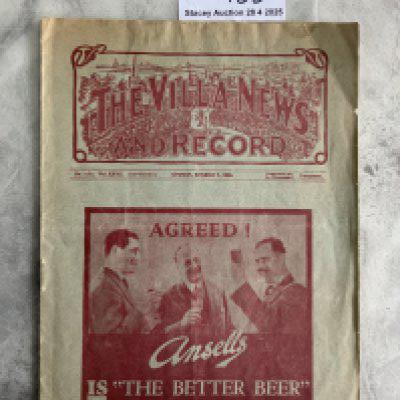 Stacey Auction 28 4 2025
THE VILLA NEWS
AND RECORD
AGREED!
Ansells
IS "THE BETTER BEER"